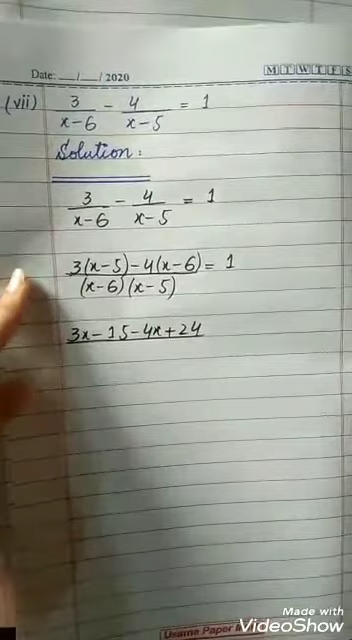 Date: __/__/ 2020 M T W T F S
(vii) 3/(x-6) - 4/(x-5) = 1
Solution:
3/(x-6) - 4/(x-5) = 1
3(x-5)-4(x-6) = 1
(x-6)(x-5)
3x-15-4x+24
Made with
VideoShow